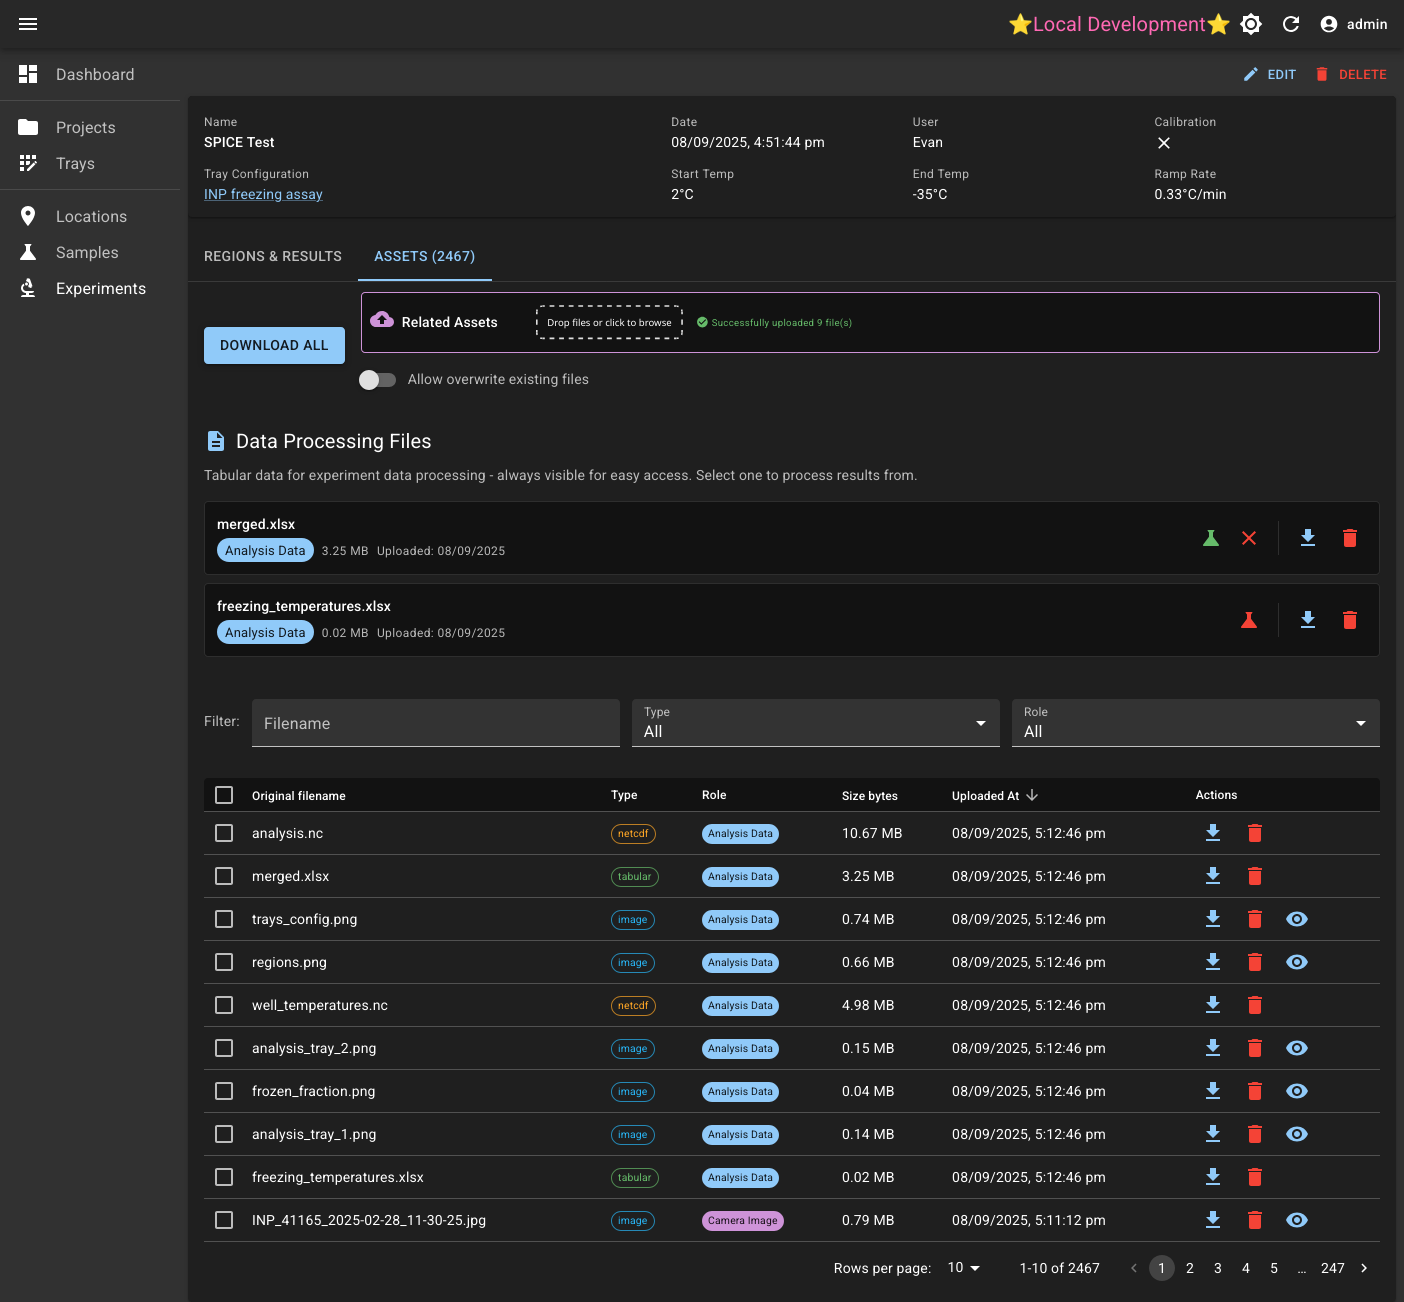 ⭐Local Development⭐
admin
Dashboard
Projects
Trays
Locations
Samples
Experiments
EDIT
DELETE
Name
SPICE Test
Date
08/09/2025, 4:51:44 pm
User
Evan
Calibration
Tray Configuration
INP freezing assay
Start Temp
2°C
End Temp
-35°C
Ramp Rate
0.33°C/min
REGIONS & RESULTS
ASSETS (2467)
DOWNLOAD ALL
Related Assets
Drop files or click to browse
Successfully uploaded 9 file(s)
Allow overwrite existing files
Data Processing Files
Tabular data for experiment data processing - always visible for easy access. Select one to process results from.
merged.xlsx
Analysis Data 3.25 MB Uploaded: 08/09/2025
freezing_temperatures.xlsx
Analysis Data 0.02 MB Uploaded: 08/09/2025
Filter:
Filename
Type
All
Role
All
Original filename Type Role Size bytes Uploaded At Actions
analysis.nc netcdf Analysis Data 10.67 MB 08/09/2025, 5:12:46 pm
merged.xlsx tabular Analysis Data 3.25 MB 08/09/2025, 5:12:46 pm
trays_config.png image Analysis Data 0.74 MB 08/09/2025, 5:12:46 pm
regions.png image Analysis Data 0.66 MB 08/09/2025, 5:12:46 pm
well_temperatures.nc netcdf Analysis Data 4.98 MB 08/09/2025, 5:12:46 pm
analysis_tray_2.png image Analysis Data 0.15 MB 08/09/2025, 5:12:46 pm
frozen_fraction.png image Analysis Data 0.04 MB 08/09/2025, 5:12:46 pm
analysis_tray_1.png image Analysis Data 0.14 MB 08/09/2025, 5:12:46 pm
freezing_temperatures.xlsx tabular Analysis Data 0.02 MB 08/09/2025, 5:12:46 pm
INP_41165_2025-02-28_11-30-25.jpg image Camera Image 0.79 MB 08/09/2025, 5:11:12 pm
Rows per page: 10 1-10 of 2467 1 2 3 4 5 … 247